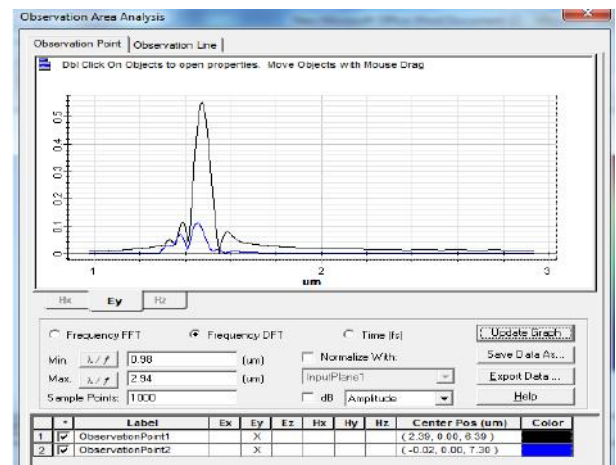 Observation Area Analysis
Observation Point Observation Line
Dbl Click On Objects to open properties. Move Objects with Mouse Drag
0.5
0.4
0.3
0.2
0.1
0
1 2 3
um
Hx Ey Hz
Frequency FFT Frequency DFT Time (fs) Update Graph
Min. λ / f 0.98 (um) Normalize With: Save Data As...
Max. λ / f 2.94 (um) InputPlane1 Export Data ...
Sample Points: 1000 dB Amplitude Help
* Label Ex Ey Ez Hx Hy Hz Center Pos (um) Color
1 ObservationPoint1 X ( 2.39, 0.00, 6.39 )
2 ObservationPoint2 X ( -0.02, 0.00, 7.30 )